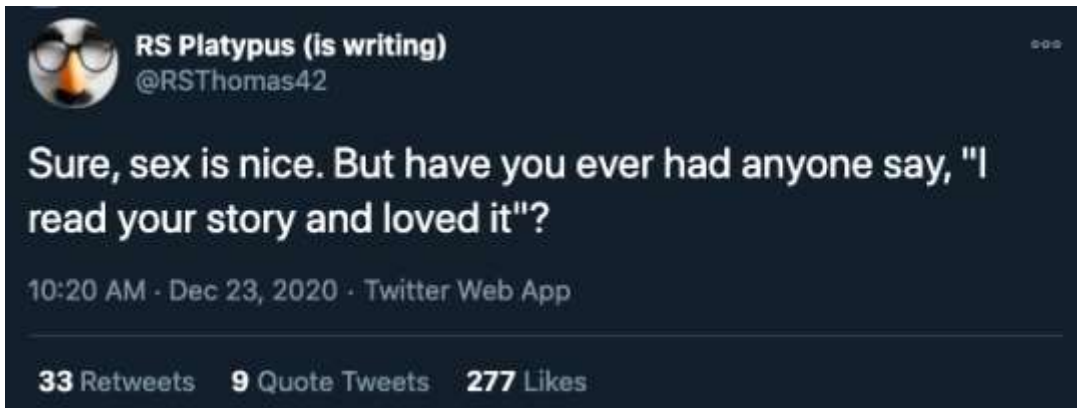 RS Platypus (is writing)
@RSThomas42
Sure, sex is nice. But have you ever had anyone say, "I
read your story and loved it"?
10:20 AM · Dec 23, 2020 · Twitter Web App
33 Retweets 9 Quote Tweets 277 Likes